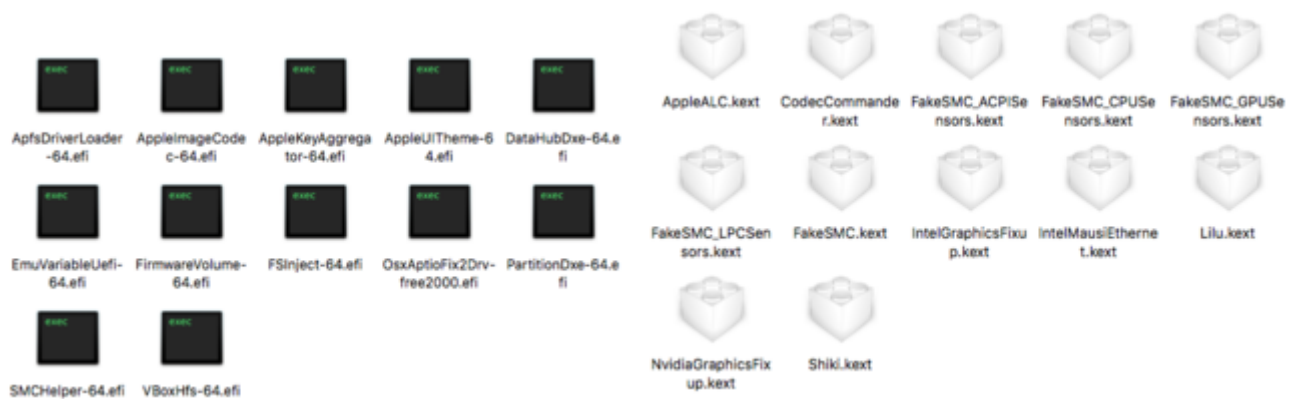 exec exec exec exec exec
ApfsDriverLoader AppleImageCode AppleKeyAggrega AppleUITheme-6 DataHubDxe-64.e
-64.efi c-64.efi tor-64.efi 4.efi fi
exec exec exec exec exec
EmuVariableUefi- FirmwareVolume- FSInject-64.efi OsxAptioFix2Drv- PartitionDxe-64.e
64.efi 64.efi free2000.efi fi
exec exec
SMCHelper-64.efi VBoxHfs-64.efi
AppleALC.kext CodecCommande FakeSMC_ACPISe FakeSMC_CPUSe FakeSMC_GPUSe
r.kext nsors.kext nsors.kext nsors.kext
FakeSMC_LPCSen FakeSMC.kext IntelGraphicsFixu IntelMausiEtherne Lilu.kext
sors.kext p.kext t.kext
NvidiaGraphicsFix Shiki.kext
up.kext